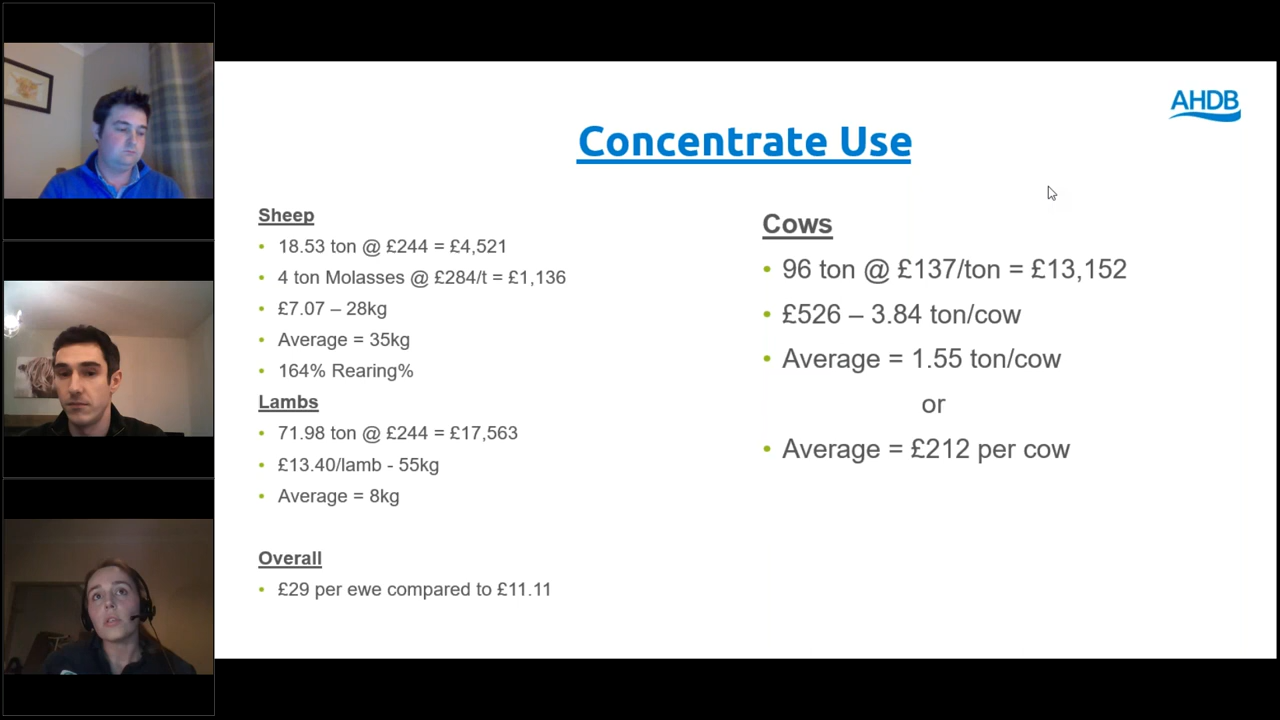 AHDB
Concentrate Use
Sheep
• 18.53 ton @ £244 = £4,521
• 4 ton Molasses @ £284/t = £1,136
• £7.07 – 28kg
• Average = 35kg
• 164% Rearing%
Lambs
• 71.98 ton @ £244 = £17,563
• £13.40/lamb - 55kg
• Average = 8kg
Overall
• £29 per ewe compared to £11.11
Cows
• 96 ton @ £137/ton = £13,152
• £526 – 3.84 ton/cow
• Average = 1.55 ton/cow
or
• Average = £212 per cow